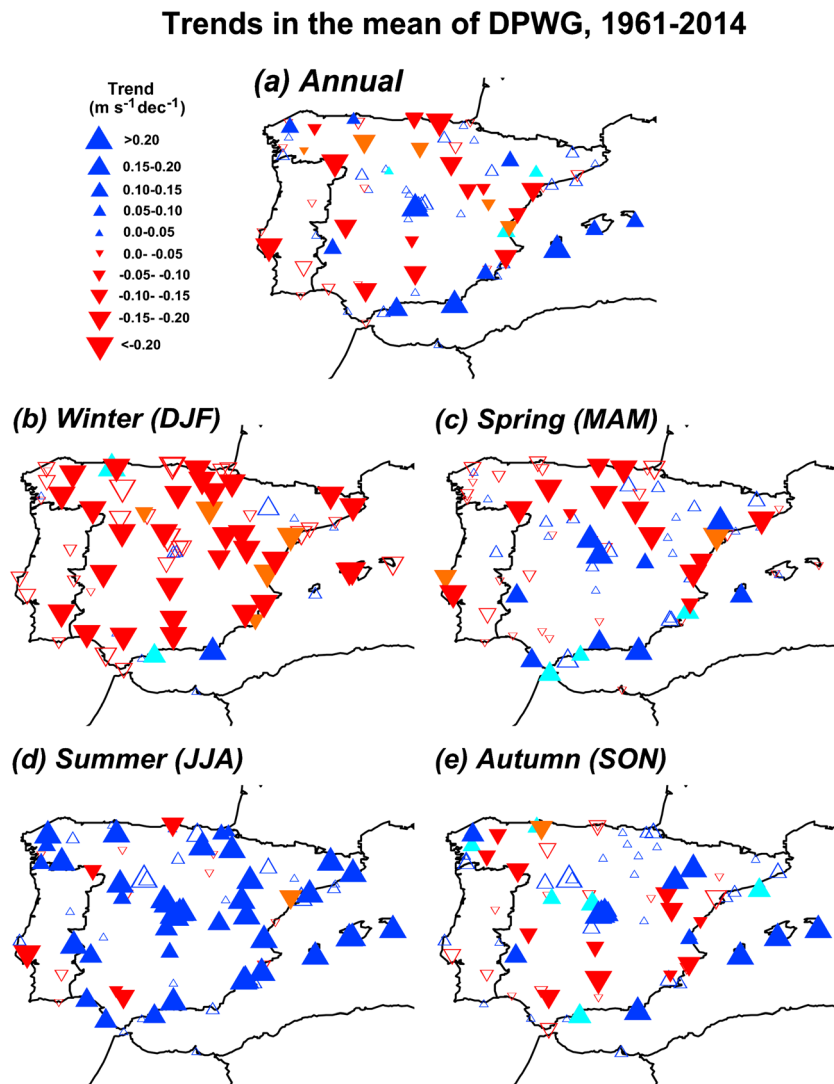 Trends in the mean of DPWG, 1961-2014
(a) Annual
Trend
(m s⁻¹ dec⁻¹)
>0.20
0.15-0.20
0.10-0.15
0.05-0.10
0.0-0.05
0.0- -0.05
-0.05- -0.10
-0.10- -0.15
-0.15- -0.20
<-0.20
(b) Winter (DJF)
(c) Spring (MAM)
(d) Summer (JJA)
(e) Autumn (SON)